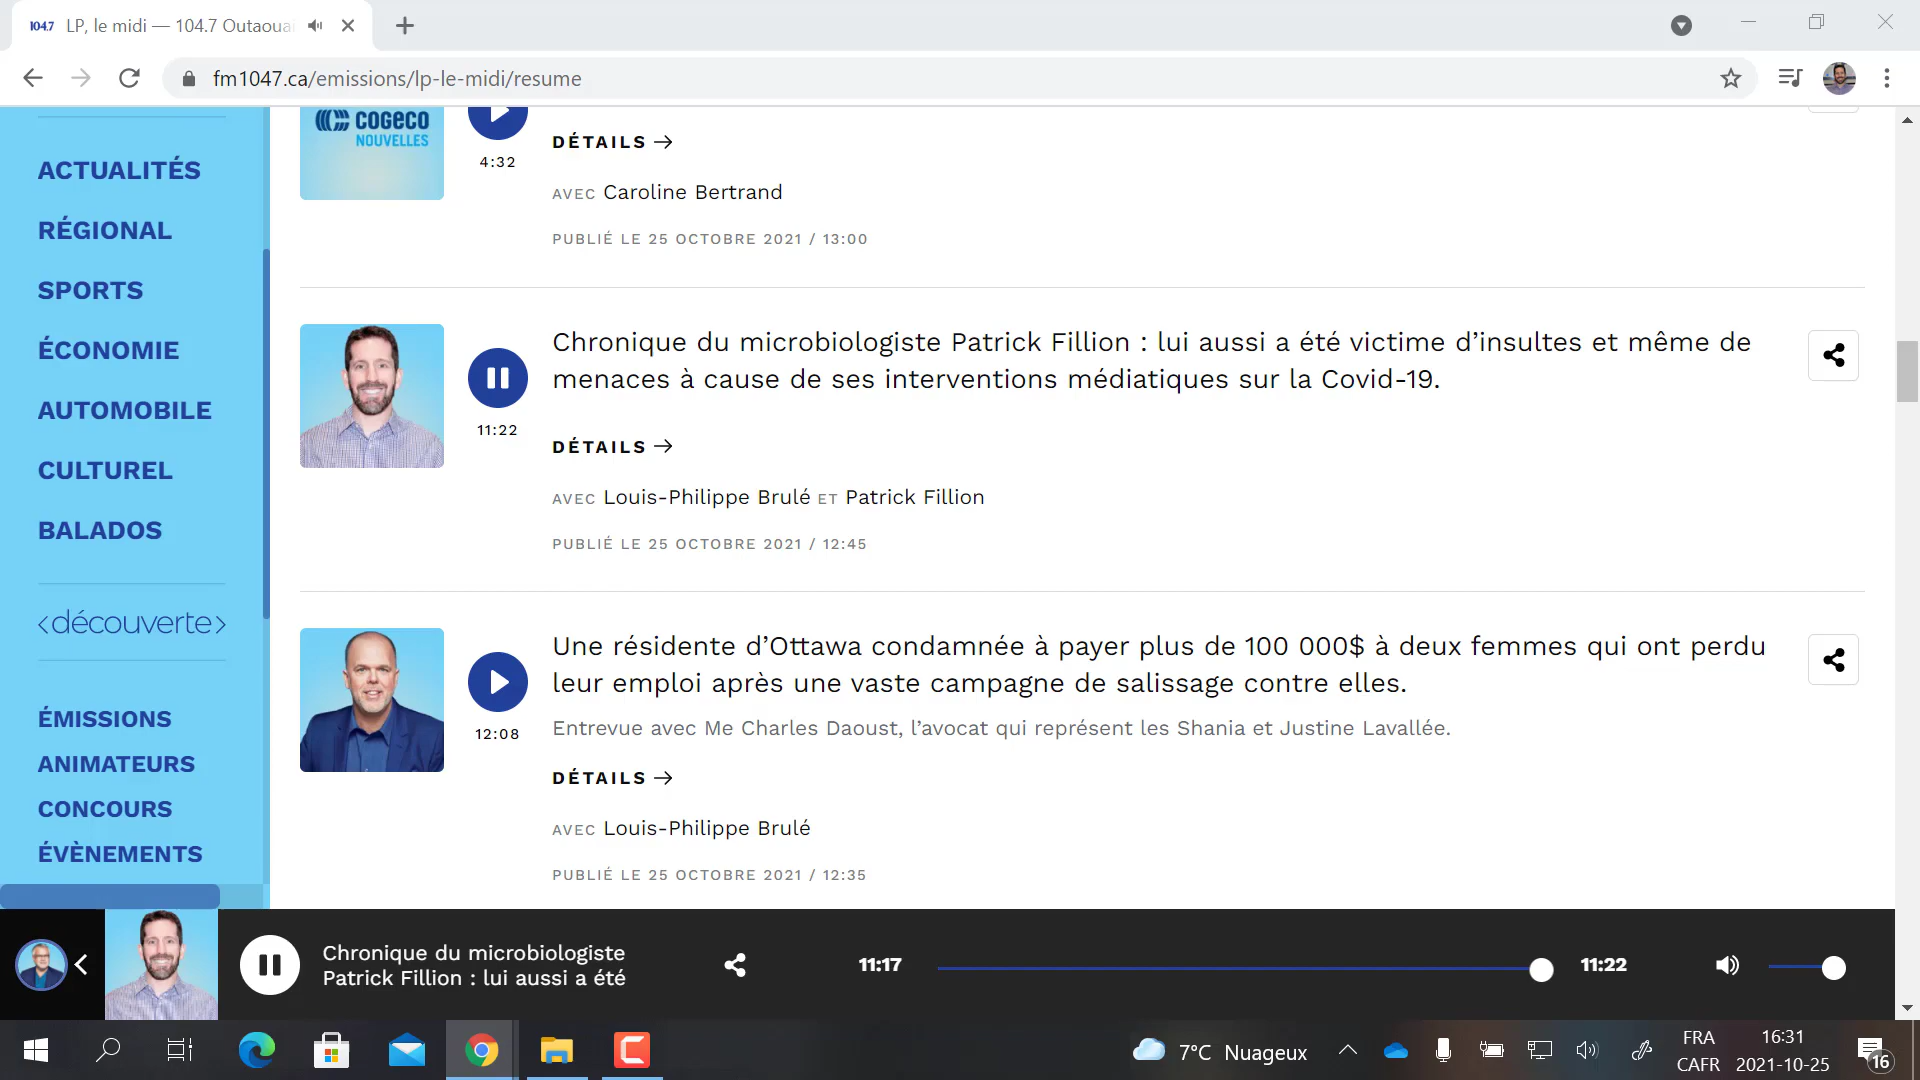 104.7 LP, le midi — 104.7 Outaouai
fm1047.ca/emissions/lp-le-midi/resume
ACTUALITÉS
RÉGIONAL
SPORTS
ÉCONOMIE
AUTOMOBILE
CULTUREL
BALADOS
<découverte>
ÉMISSIONS
ANIMATEURS
CONCOURS
ÉVÈNEMENTS
COGECO
NOUVELLES
4:32
DÉTAILS
AVEC Caroline Bertrand
PUBLIÉ LE 25 OCTOBRE 2021 / 13:00
11:22
Chronique du microbiologiste Patrick Fillion : lui aussi a été victime d’insultes et même de
menaces à cause de ses interventions médiatiques sur la Covid-19.
DÉTAILS
AVEC Louis-Philippe Brulé ET Patrick Fillion
PUBLIÉ LE 25 OCTOBRE 2021 / 12:45
12:08
Une résidente d’Ottawa condamnée à payer plus de 100 000$ à deux femmes qui ont perdu
leur emploi après une vaste campagne de salissage contre elles.
Entrevue avec Me Charles Daoust, l’avocat qui représent les Shania et Justine Lavallée.
DÉTAILS
AVEC Louis-Philippe Brulé
PUBLIÉ LE 25 OCTOBRE 2021 / 12:35
Chronique du microbiologiste
Patrick Fillion : lui aussi a été
11:17
11:22
7°C Nuageux
FRA
CAFR
16:31
2021-10-25
16